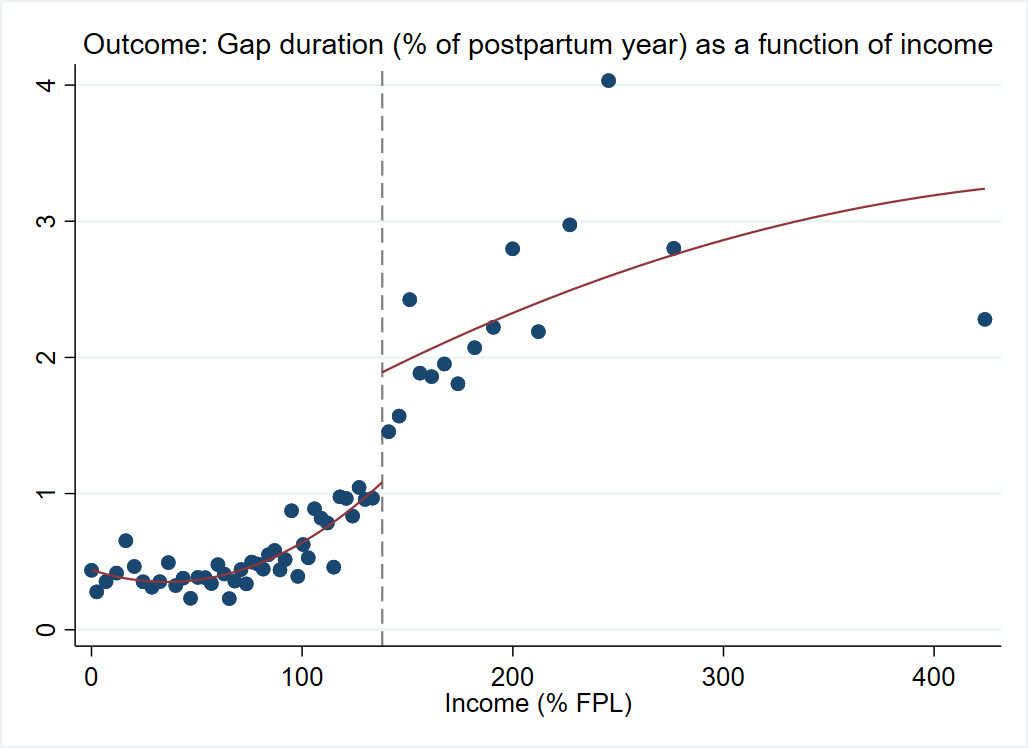 Outcome: Gap duration (% of postpartum year) as a function of income
4
3
2
1
0
0 100 200 300 400
Income (% FPL)